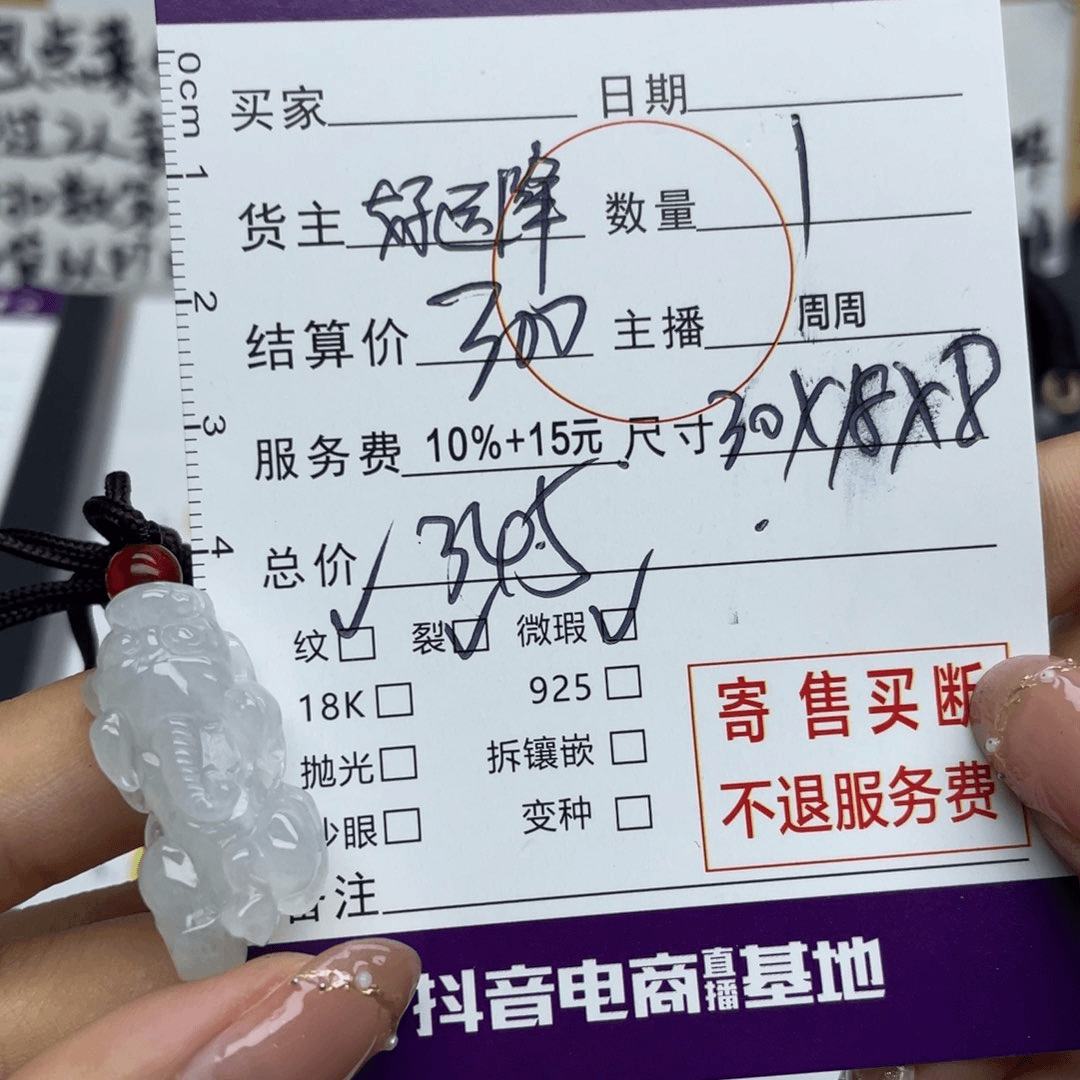 0cm
1
2
3
4
买家 日期
货主 好运降 数量 1
结算价 300 主播 周周
服务费 10%+15元 尺寸 30X18X8
总价 345
纹 ✓ 裂 ✓ 微瑕 ✓
18K 925
抛光 拆镶嵌
眼 变种
寄售买断
不退服务费
备注
抖音电商直播基地